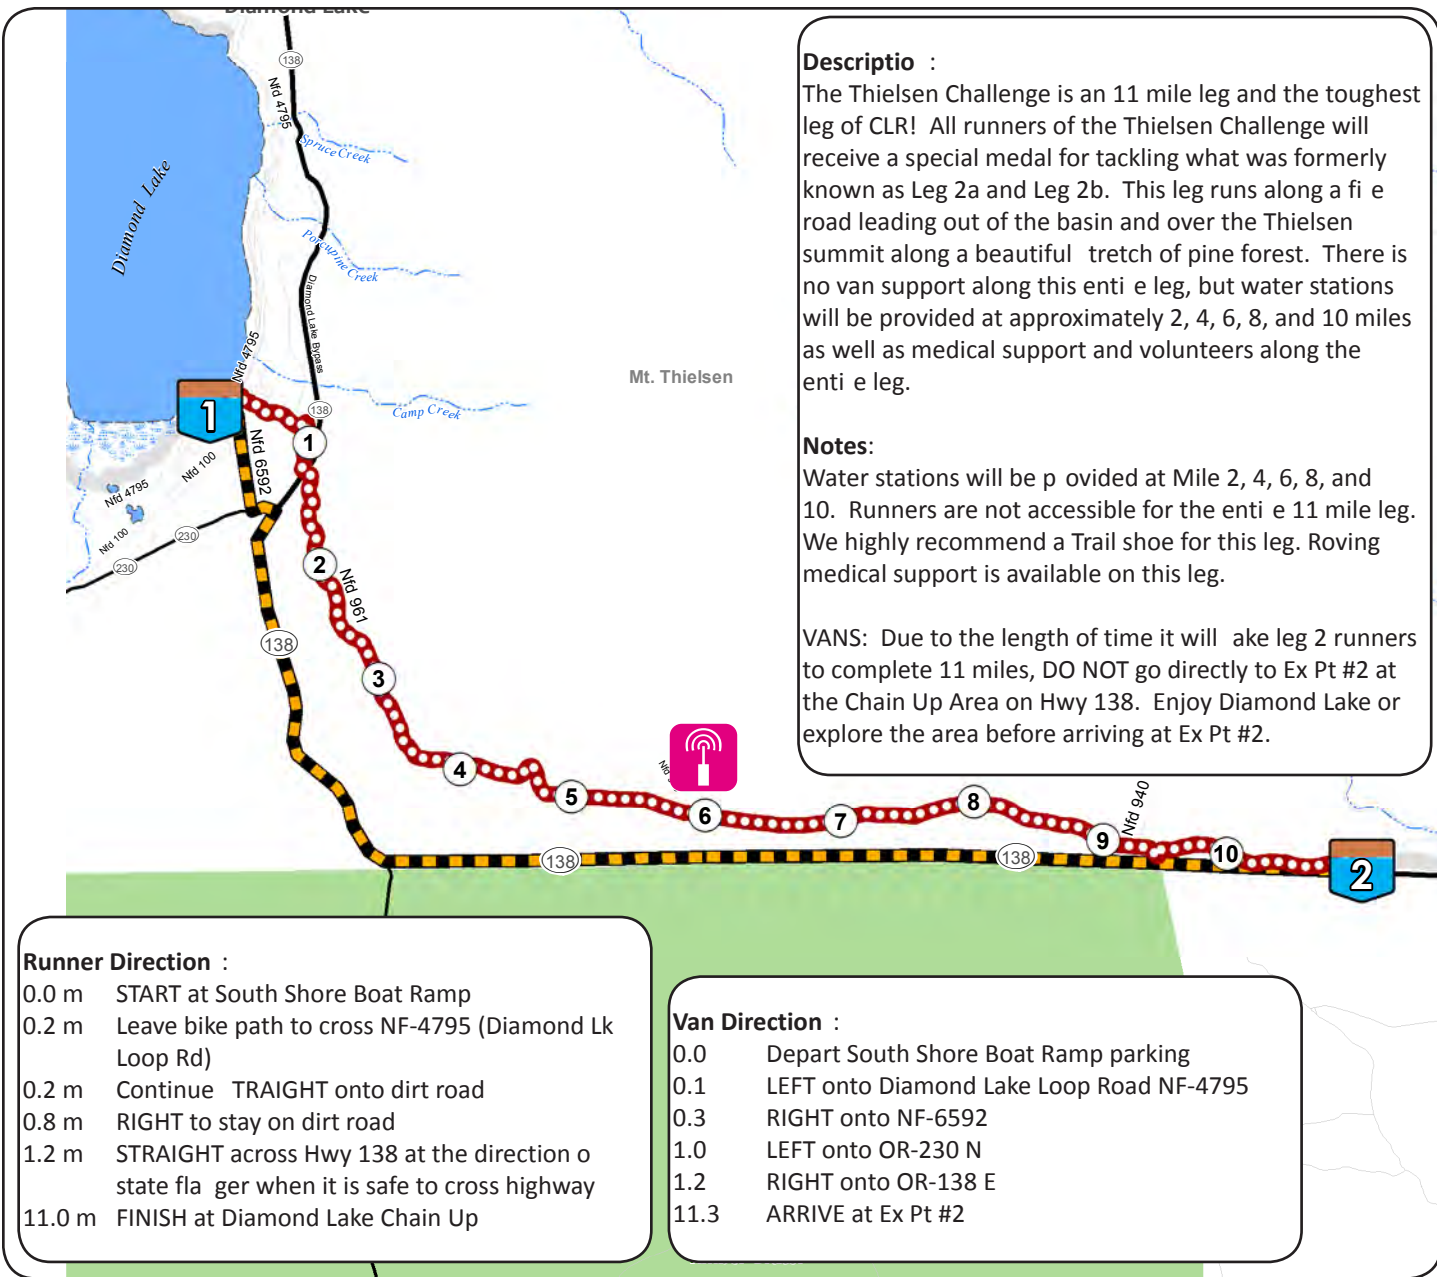 Diamond Lake
138
Nfd 4795
Spruce Creek
Diamond Lake
Porcupine Creek
Diamond Lake Bypass
Nfd 4795
Mt. Thielsen
138
Camp Creek
1
1
Nfd 6592
Nfd 100
Nfd 4795
230
Nfd 100
230
2
Nfd 961
138
3
4
5
6
7
8
9
Nfd 940
10
2
138
138
Descriptio :
The Thielsen Challenge is an 11 mile leg and the toughest
leg of CLR! All runners of the Thielsen Challenge will
receive a special medal for tackling what was formerly
known as Leg 2a and Leg 2b. This leg runs along a fi e
road leading out of the basin and over the Thielsen
summit along a beautiful tretch of pine forest. There is
no van support along this enti e leg, but water stations
will be provided at approximately 2, 4, 6, 8, and 10 miles
as well as medical support and volunteers along the
enti e leg.
Notes:
Water stations will be p ovided at Mile 2, 4, 6, 8, and
10. Runners are not accessible for the enti e 11 mile leg.
We highly recommend a Trail shoe for this leg. Roving
medical support is available on this leg.
VANS: Due to the length of time it will ake leg 2 runners
to complete 11 miles, DO NOT go directly to Ex Pt #2 at
the Chain Up Area on Hwy 138. Enjoy Diamond Lake or
explore the area before arriving at Ex Pt #2.
Runner Direction :
0.0 m START at South Shore Boat Ramp
0.2 m Leave bike path to cross NF-4795 (Diamond Lk
Loop Rd)
0.2 m Continue TRAIGHT onto dirt road
0.8 m RIGHT to stay on dirt road
1.2 m STRAIGHT across Hwy 138 at the direction o
state fla ger when it is safe to cross highway
11.0 m FINISH at Diamond Lake Chain Up
Van Direction :
0.0 Depart South Shore Boat Ramp parking
0.1 LEFT onto Diamond Lake Loop Road NF-4795
0.3 RIGHT onto NF-6592
1.0 LEFT onto OR-230 N
1.2 RIGHT onto OR-138 E
11.3 ARRIVE at Ex Pt #2